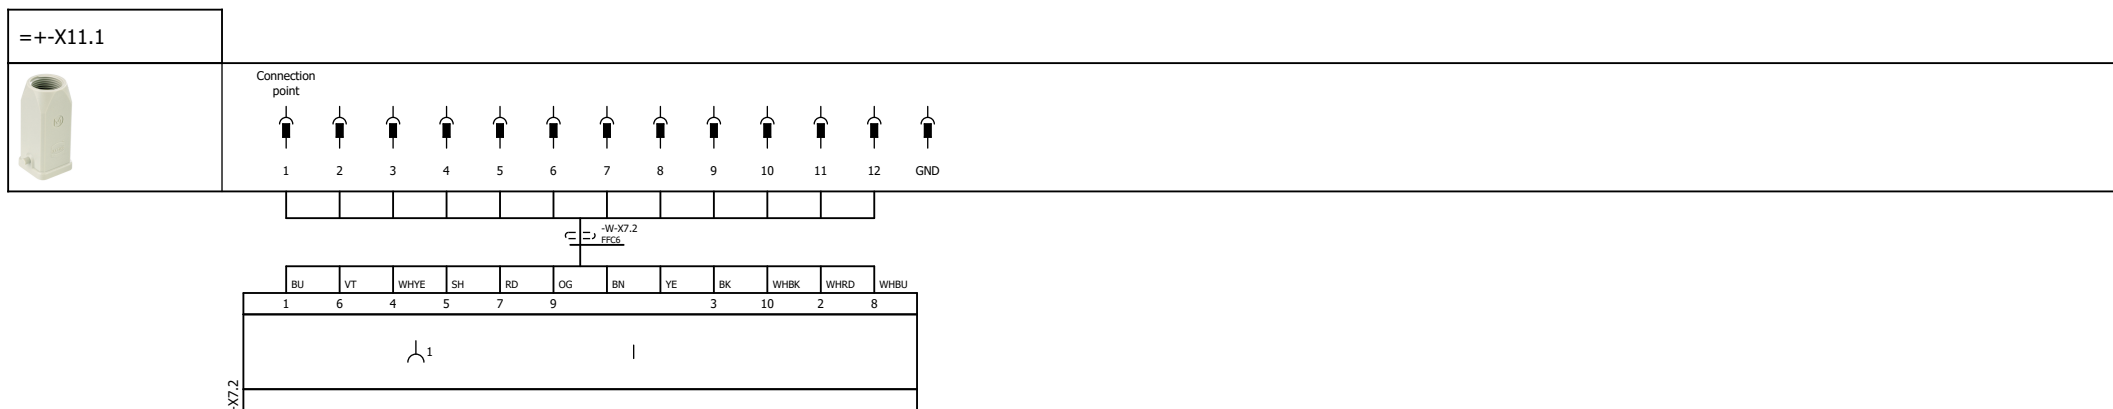 =+-X11.1
Connection
point
1 2 3 4 5 6 7 8 9 10 11 12 GND
-W-X7.2
FFC6
BU VT WHYE SH RD OG BN YE BK WHBK WHRD WHBU
1 6 4 5 7 9 3 10 2 8
1
-X7.2